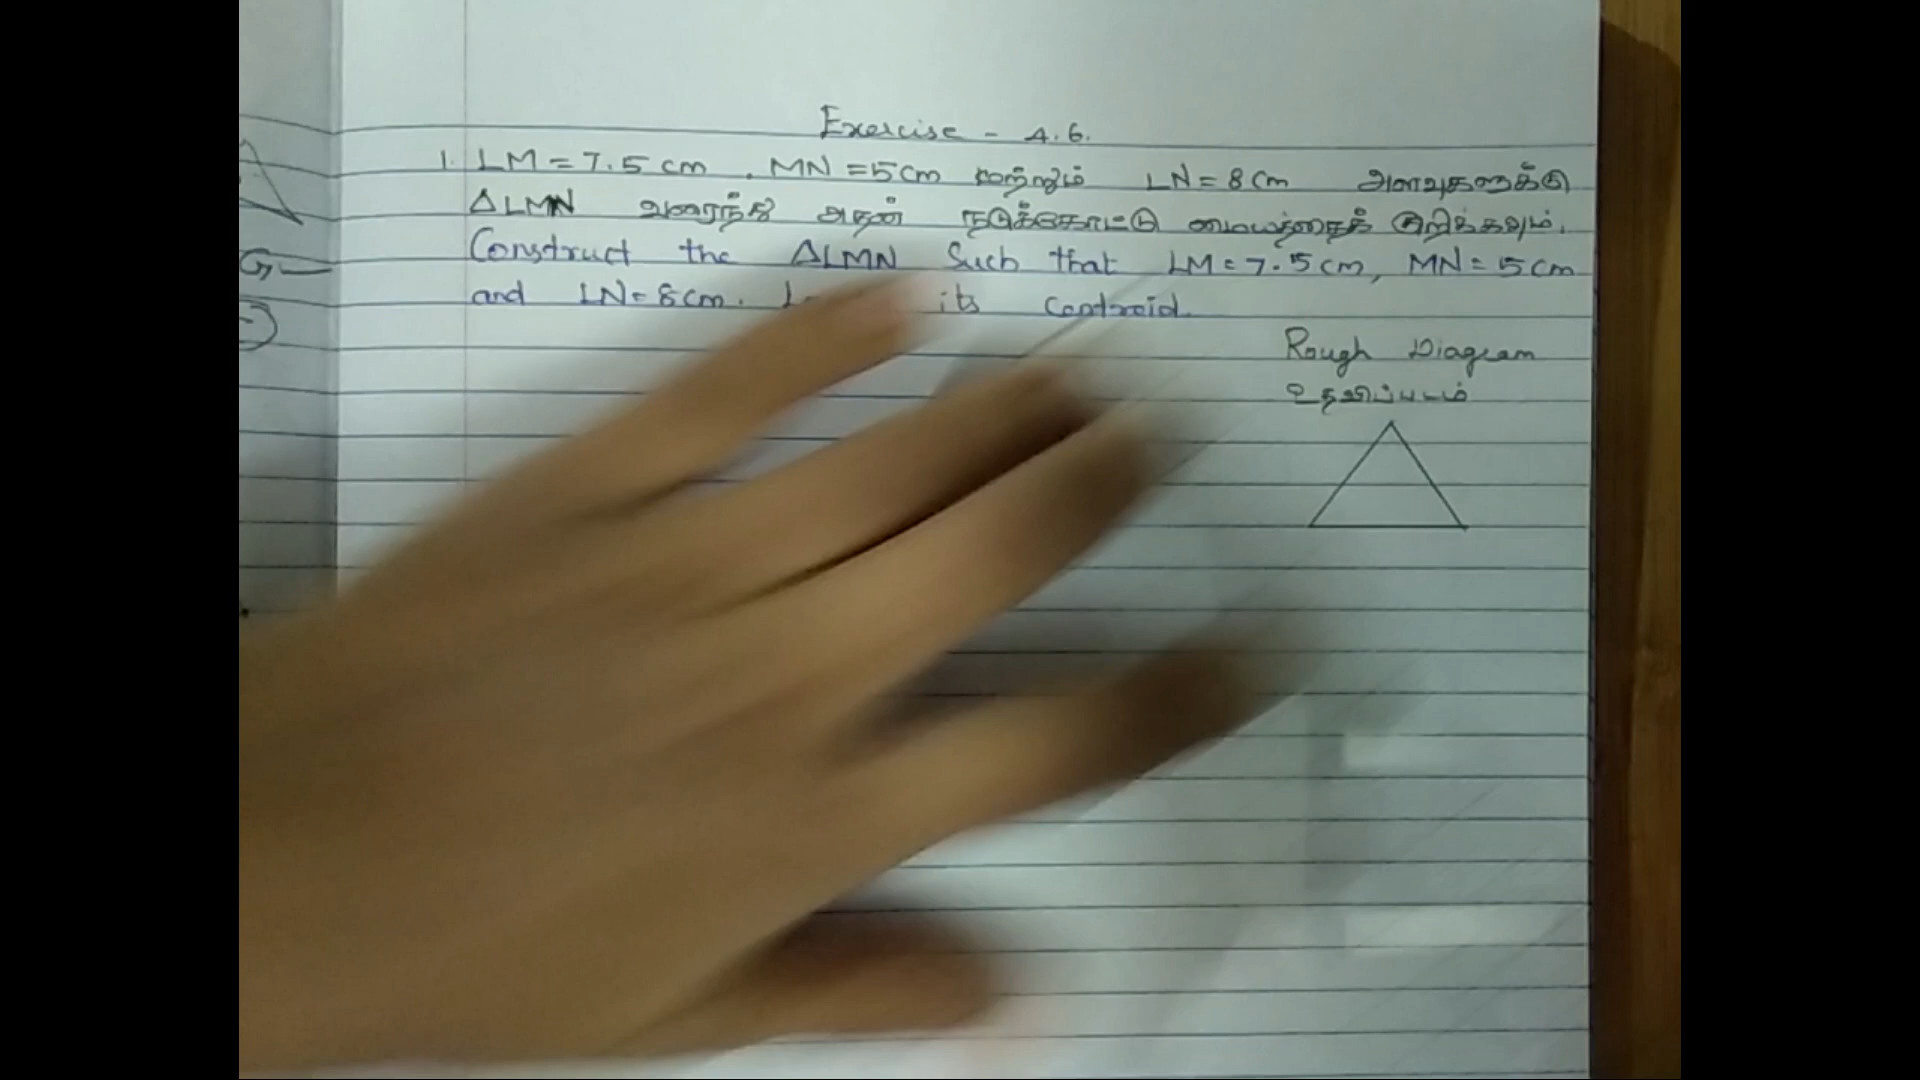 Exercise - 4.6.
1. LM = 7.5 cm, MN = 5 cm மற்றும் LN = 8 cm அளவுகளுக்கு
ΔLMN வரைந்து அதன் நடுக்கோட்டு மையத்தைக் குறிக்கவும்.
Construct the ΔLMN Such that LM = 7.5 cm, MN = 5 cm
and LN = 8 cm. its Centroid.
Rough Diagram
உதவிப்படம்